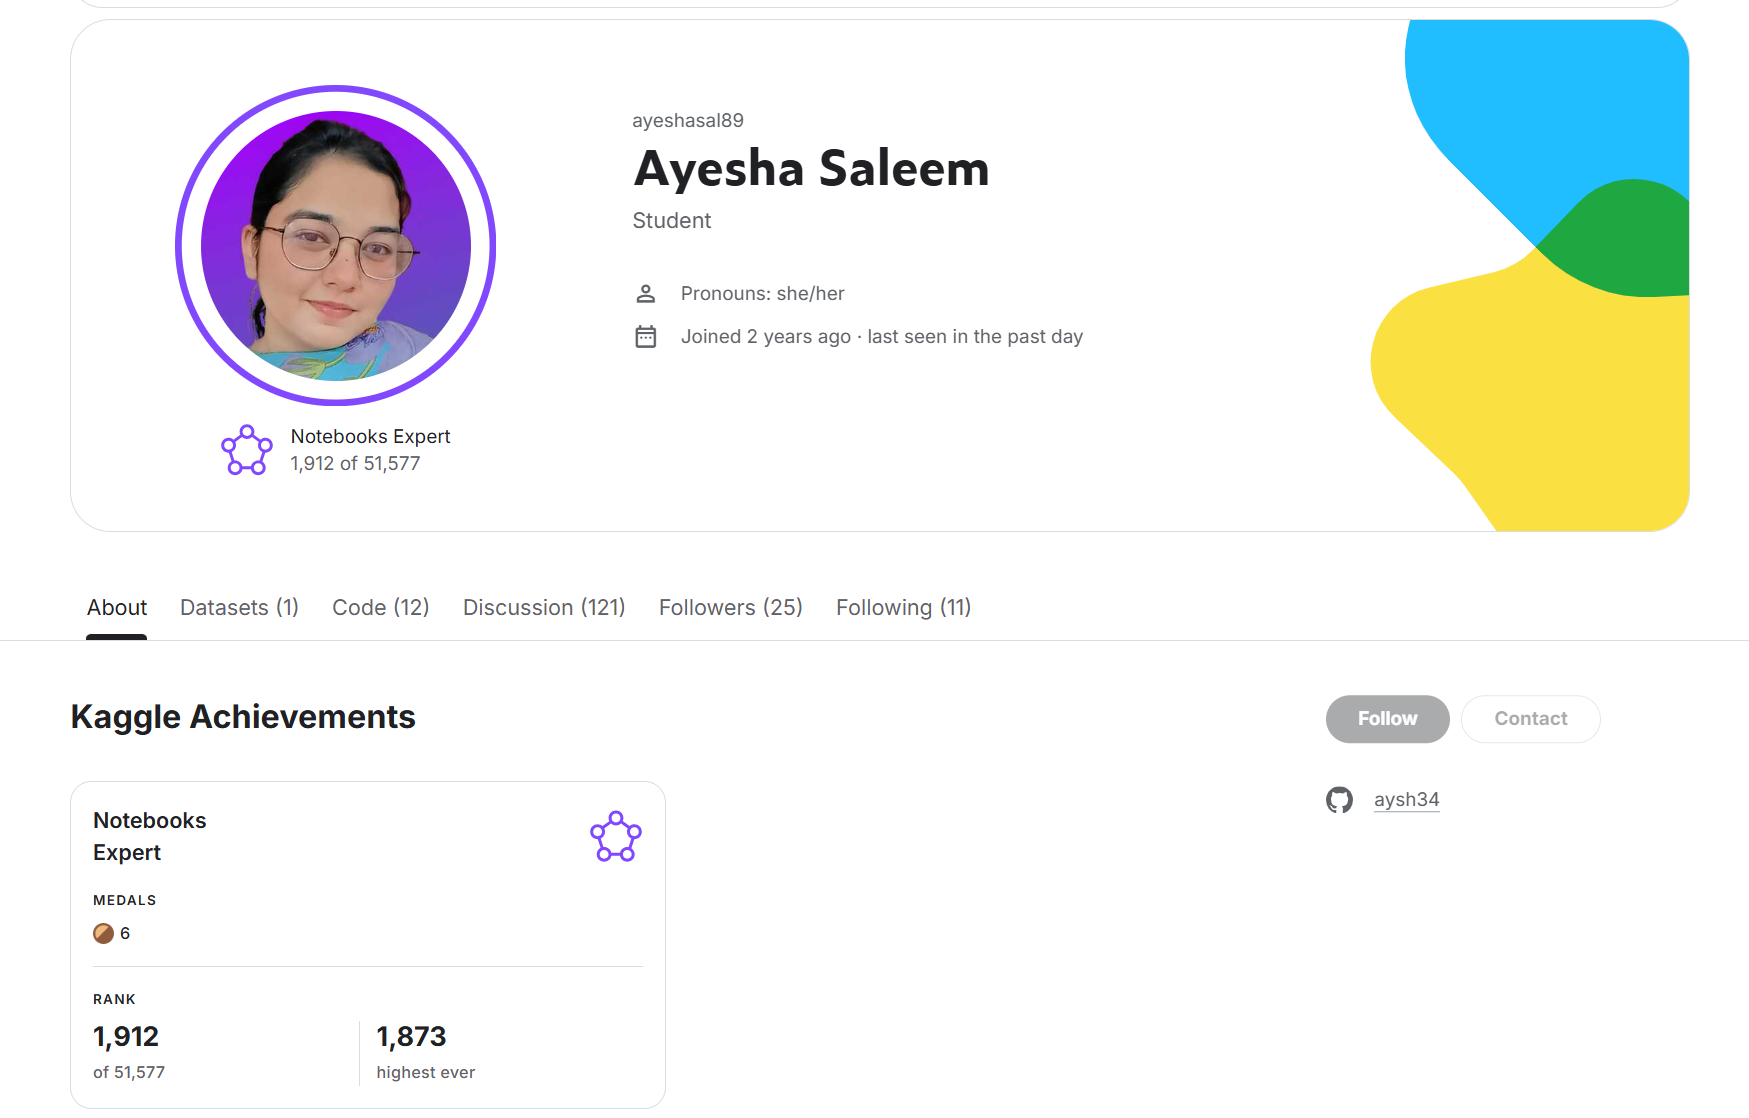 ayeshasal89
Ayesha Saleem
Student
Pronouns: she/her
Joined 2 years ago · last seen in the past day
Notebooks Expert
1,912 of 51,577
About Datasets (1) Code (12) Discussion (121) Followers (25) Following (11)
Kaggle Achievements
Follow Contact
aysh34
Notebooks
Expert
MEDALS
6
RANK
1,912 1,873
of 51,577 highest ever